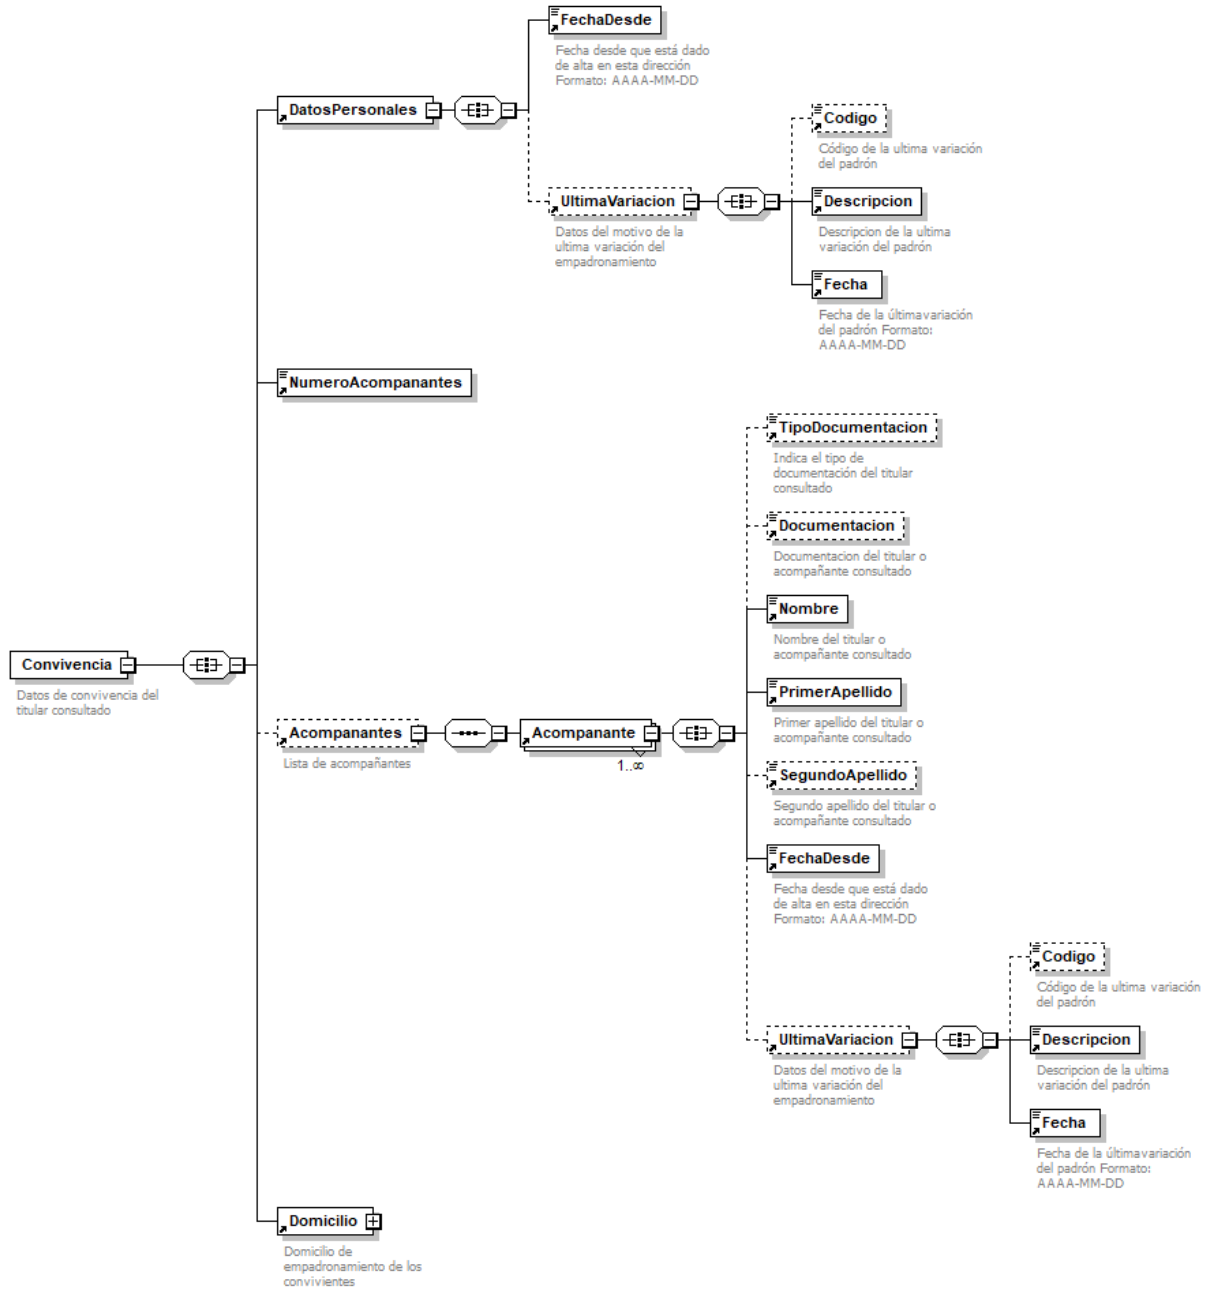 FechaDesde
Fecha desde que está dado
de alta en esta dirección
Formato: AAAA-MM-DD
DatosPersonales
Codigo
Código de la ultima variación
del padrón
UltimaVariacion
Datos del motivo de la
ultima variación del
empadronamiento
Descripcion
Descripcion de la ultima
variación del padrón
Fecha
Fecha de la últimavariación
del padrón Formato:
AAAA-MM-DD
NumeroAcompanantes
TipoDocumentacion
Indica el tipo de
documentación del titular
consultado
Documentacion
Documentacion del titular o
acompañante consultado
Nombre
Nombre del titular o
acompañante consultado
Convivencia
Datos de convivencia del
titular consultado
PrimerApellido
Primer apellido del titular o
acompañante consultado
Acompanantes
Lista de acompañantes
Acompanante
1..∞
SegundoApellido
Segundo apellido del titular o
acompañante consultado
FechaDesde
Fecha desde que está dado
de alta en esta dirección
Formato: AAAA-MM-DD
Codigo
Código de la ultima variación
del padrón
UltimaVariacion
Datos del motivo de la
ultima variación del
empadronamiento
Descripcion
Descripcion de la ultima
variación del padrón
Fecha
Fecha de la últimavariación
del padrón Formato:
AAAA-MM-DD
Domicilio
Domicilio de
empadronamiento de los
convivientes